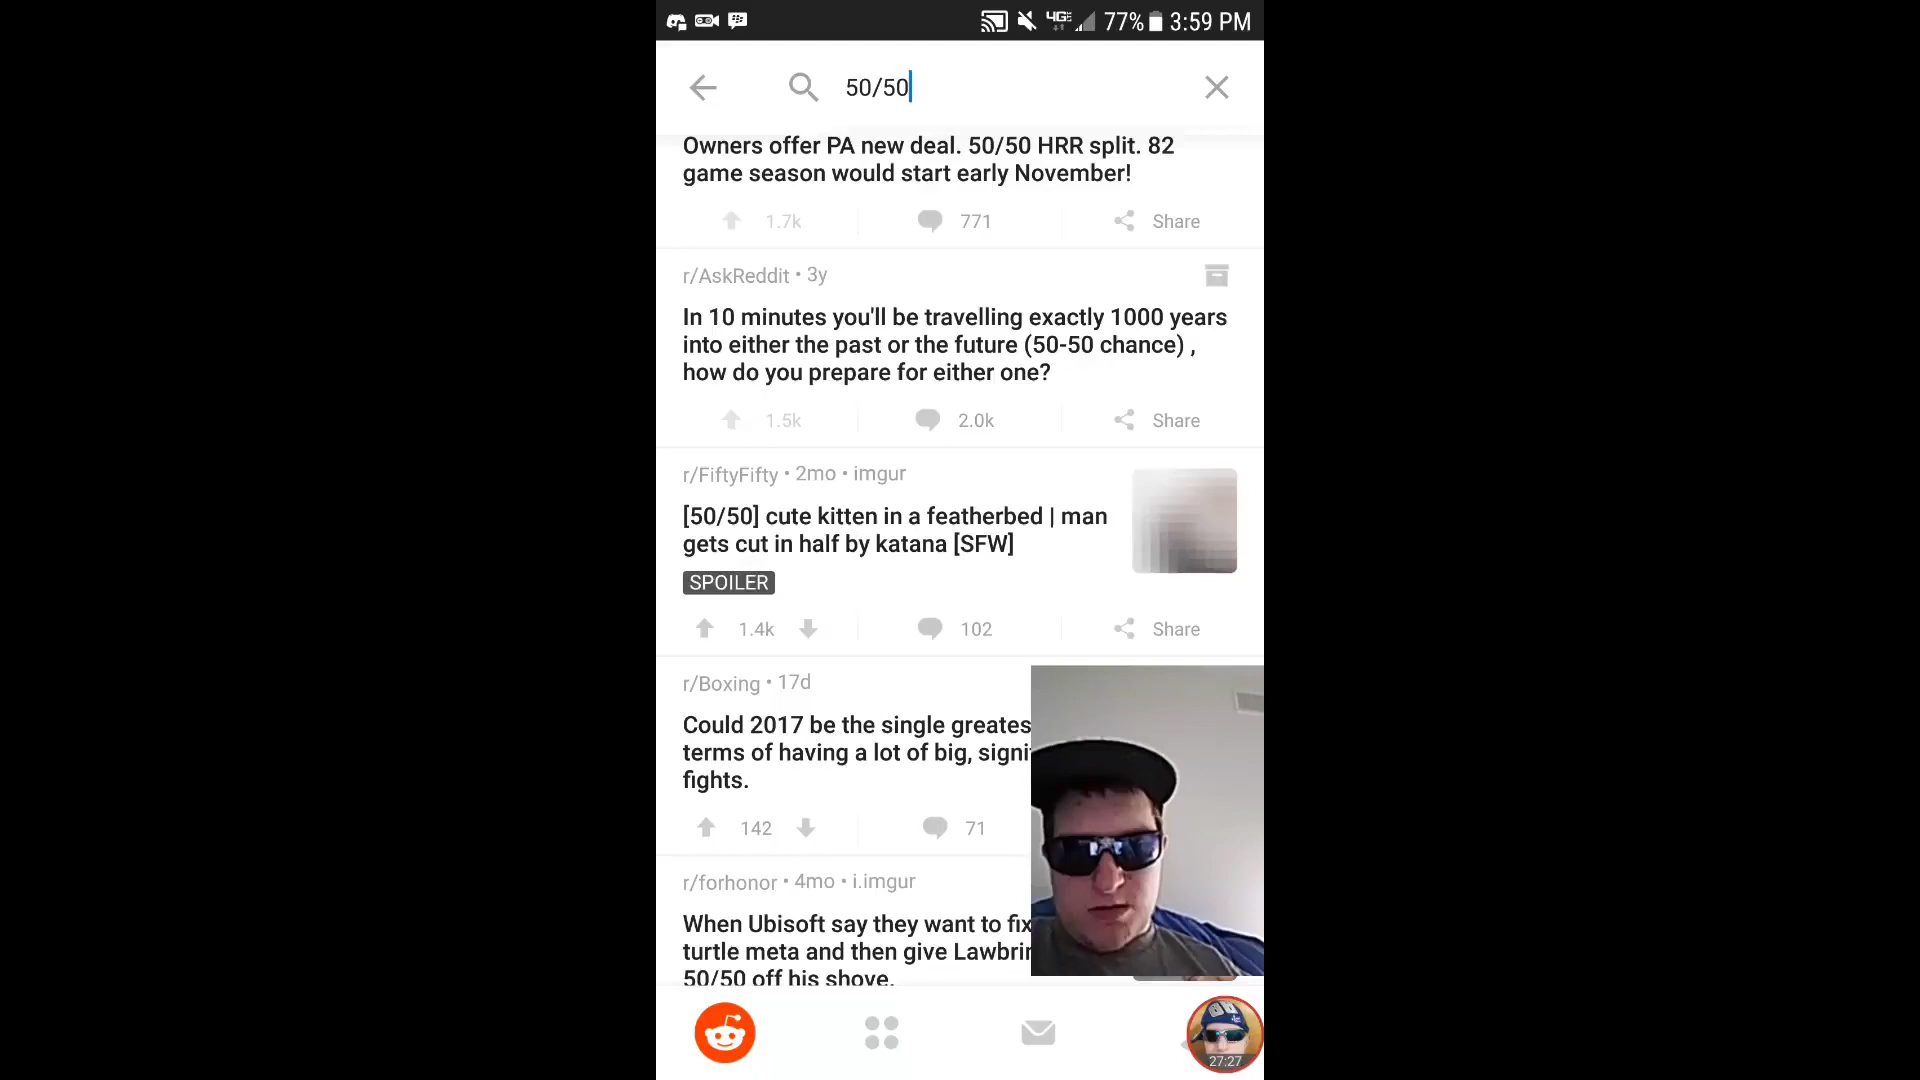 77% 3:59 PM
50/50
Owners offer PA new deal. 50/50 HRR split. 82
game season would start early November!
1.7k 771 Share
r/AskReddit • 3y
In 10 minutes you'll be travelling exactly 1000 years
into either the past or the future (50-50 chance) ,
how do you prepare for either one?
1.5k 2.0k Share
r/FiftyFifty • 2mo • imgur
[50/50] cute kitten in a featherbed | man
gets cut in half by katana [SFW]
SPOILER
1.4k 102 Share
r/Boxing • 17d
Could 2017 be the single greates
terms of having a lot of big, signi
fights.
142 71
r/forhonor • 4mo • i.imgur
When Ubisoft say they want to fix
turtle meta and then give Lawbrin
50/50 off his shove.
27:27